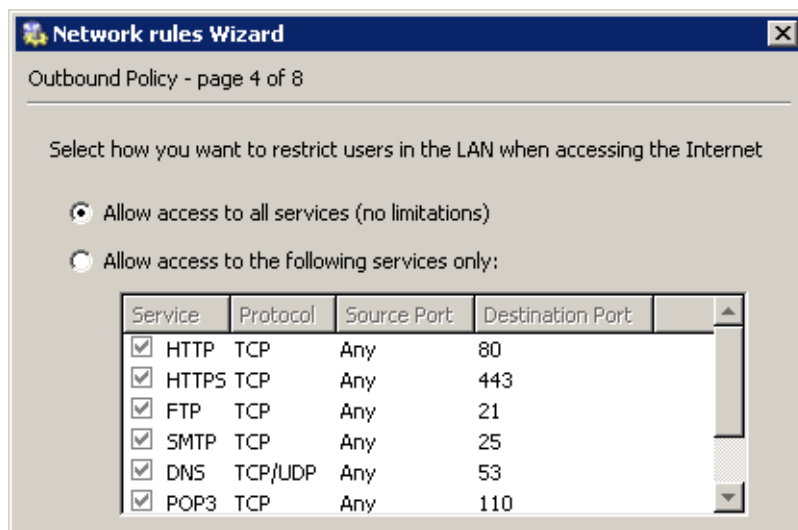 Network rules Wizard
Outbound Policy - page 4 of 8
Select how you want to restrict users in the LAN when accessing the Internet
Allow access to all services (no limitations)
Allow access to the following services only:
Service Protocol Source Port Destination Port
HTTP TCP Any 80
HTTPS TCP Any 443
FTP TCP Any 21
SMTP TCP Any 25
DNS TCP/UDP Any 53
POP3 TCP Any 110